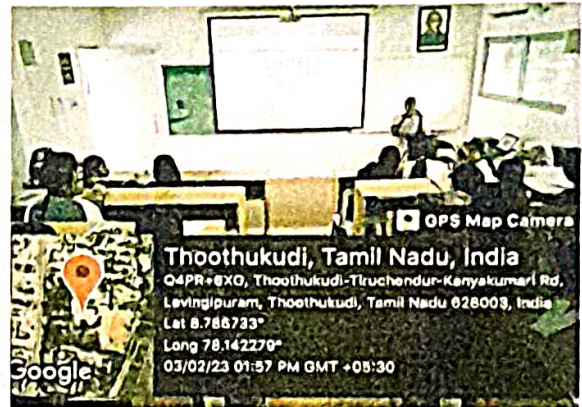 GPS Map Camera
Thoothukudi, Tamil Nadu, India
Q4PR+6XG, Thoothukudi-Tiruchendur-Kanyakumari Rd,
Levingipuram, Thoothukudi, Tamil Nadu 628003, India
Lat 8.786733°
Long 78.142279°
03/02/23 01:57 PM GMT +05:30
Google